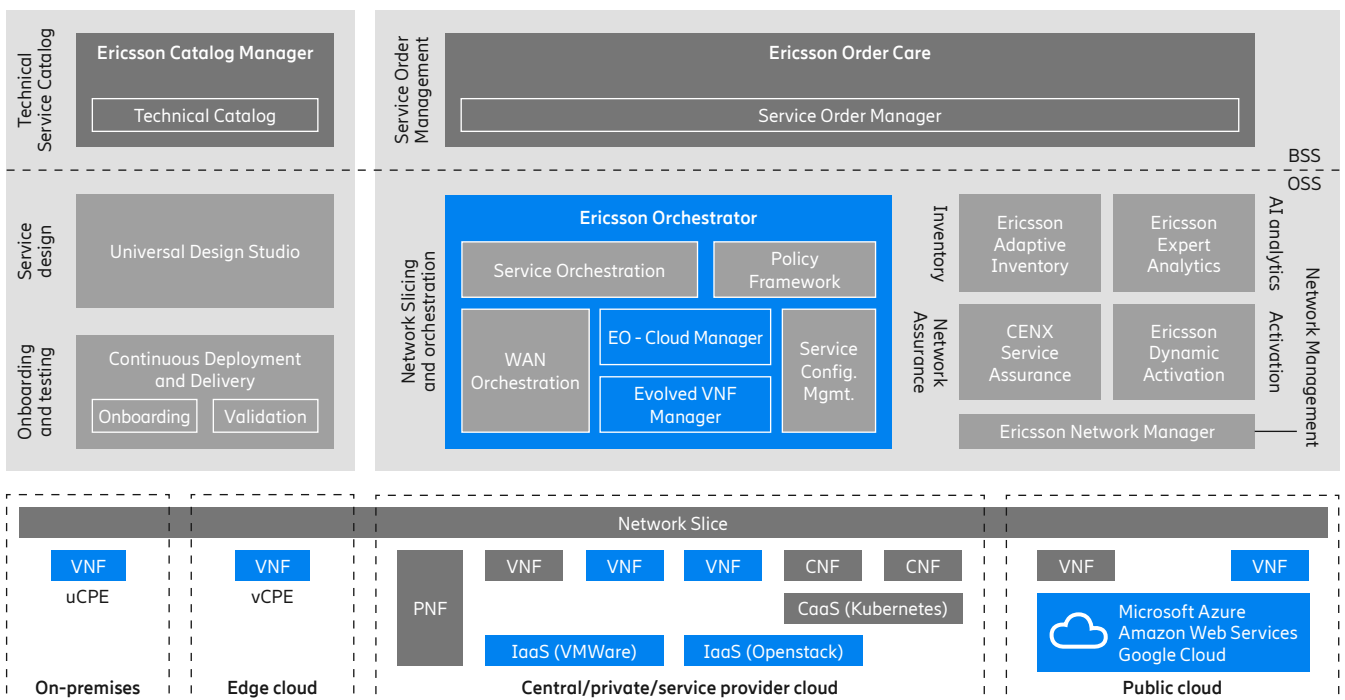 Technical
Service Catalog
Ericsson Catalog Manager
Technical Catalog
Service Order
Management
Ericsson Order Care
Service Order Manager
BSS
OSS
Service
design
Universal Design Studio
Onboarding
and testing
Continuous Deployment
and Delivery
Onboarding
Validation
Network Slicing
and orchestration
Ericsson Orchestrator
Service Orchestration
Policy
Framework
WAN
Orchestration
EO - Cloud Manager
Evolved VNF
Manager
Service
Config.
Mgmt.
Inventory
Ericsson
Adaptive
Inventory
Ericsson
Expert
Analytics
AI analytics
Network
Assurance
CENX
Service
Assurance
Ericsson
Dynamic
Activation
Activation
Ericsson Network Manager
Network Management
Network Slice
VNF
uCPE
On-premises
VNF
vCPE
Edge cloud
PNF
VNF
VNF
VNF
CNF
CNF
CaaS (Kubernetes)
IaaS (VMWare)
IaaS (Openstack)
Central/private/service provider cloud
VNF
VNF
Microsoft Azure
Amazon Web Services
Google Cloud
Public cloud